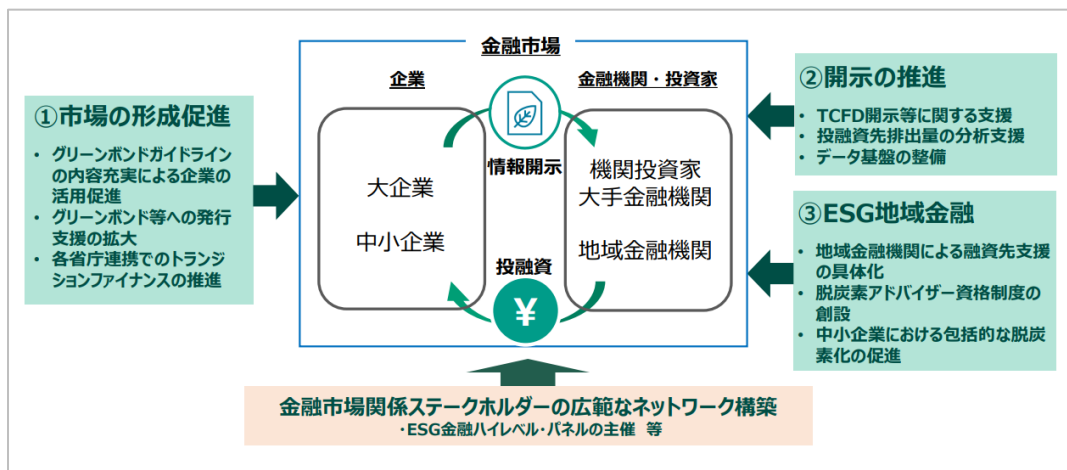 金融市場
企業
金融機関・投資家
①市場の形成促進
• グリーンボンドガイドライン
の内容充実による企業の
活用促進
• グリーンボンド等への発行
支援の拡大
• 各省庁連携でのトランジ
ションファイナンスの推進
大企業
中小企業
情報開示
投融資
¥
機関投資家
大手金融機関
地域金融機関
②開示の推進
• TCFD開示等に関する支援
• 投融資先排出量の分析支援
• データ基盤の整備
③ESG地域金融
• 地域金融機関による融資先支援
の具体化
• 脱炭素アドバイザー資格制度の
創設
• 中小企業における包括的な脱炭
素化の促進
金融市場関係ステークホルダーの広範なネットワーク構築
・ESG金融ハイレベル・パネルの主催 等